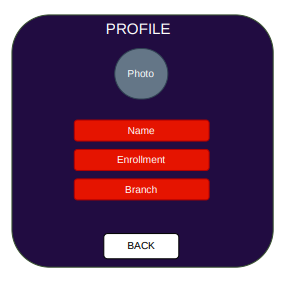 PROFILE
Photo
Name
Enrollment
Branch
BACK